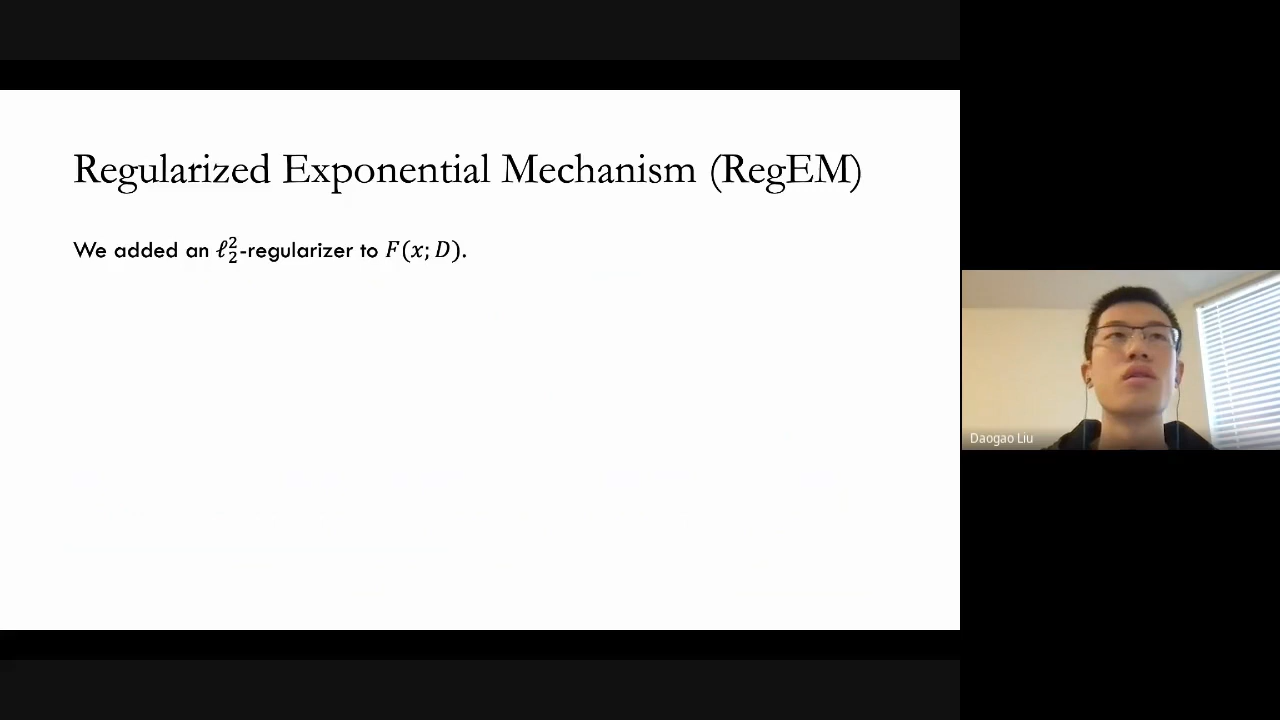 Regularized Exponential Mechanism (RegEM)
We added an ℓ₂²-regularizer to F(x; D).
Daogao Liu